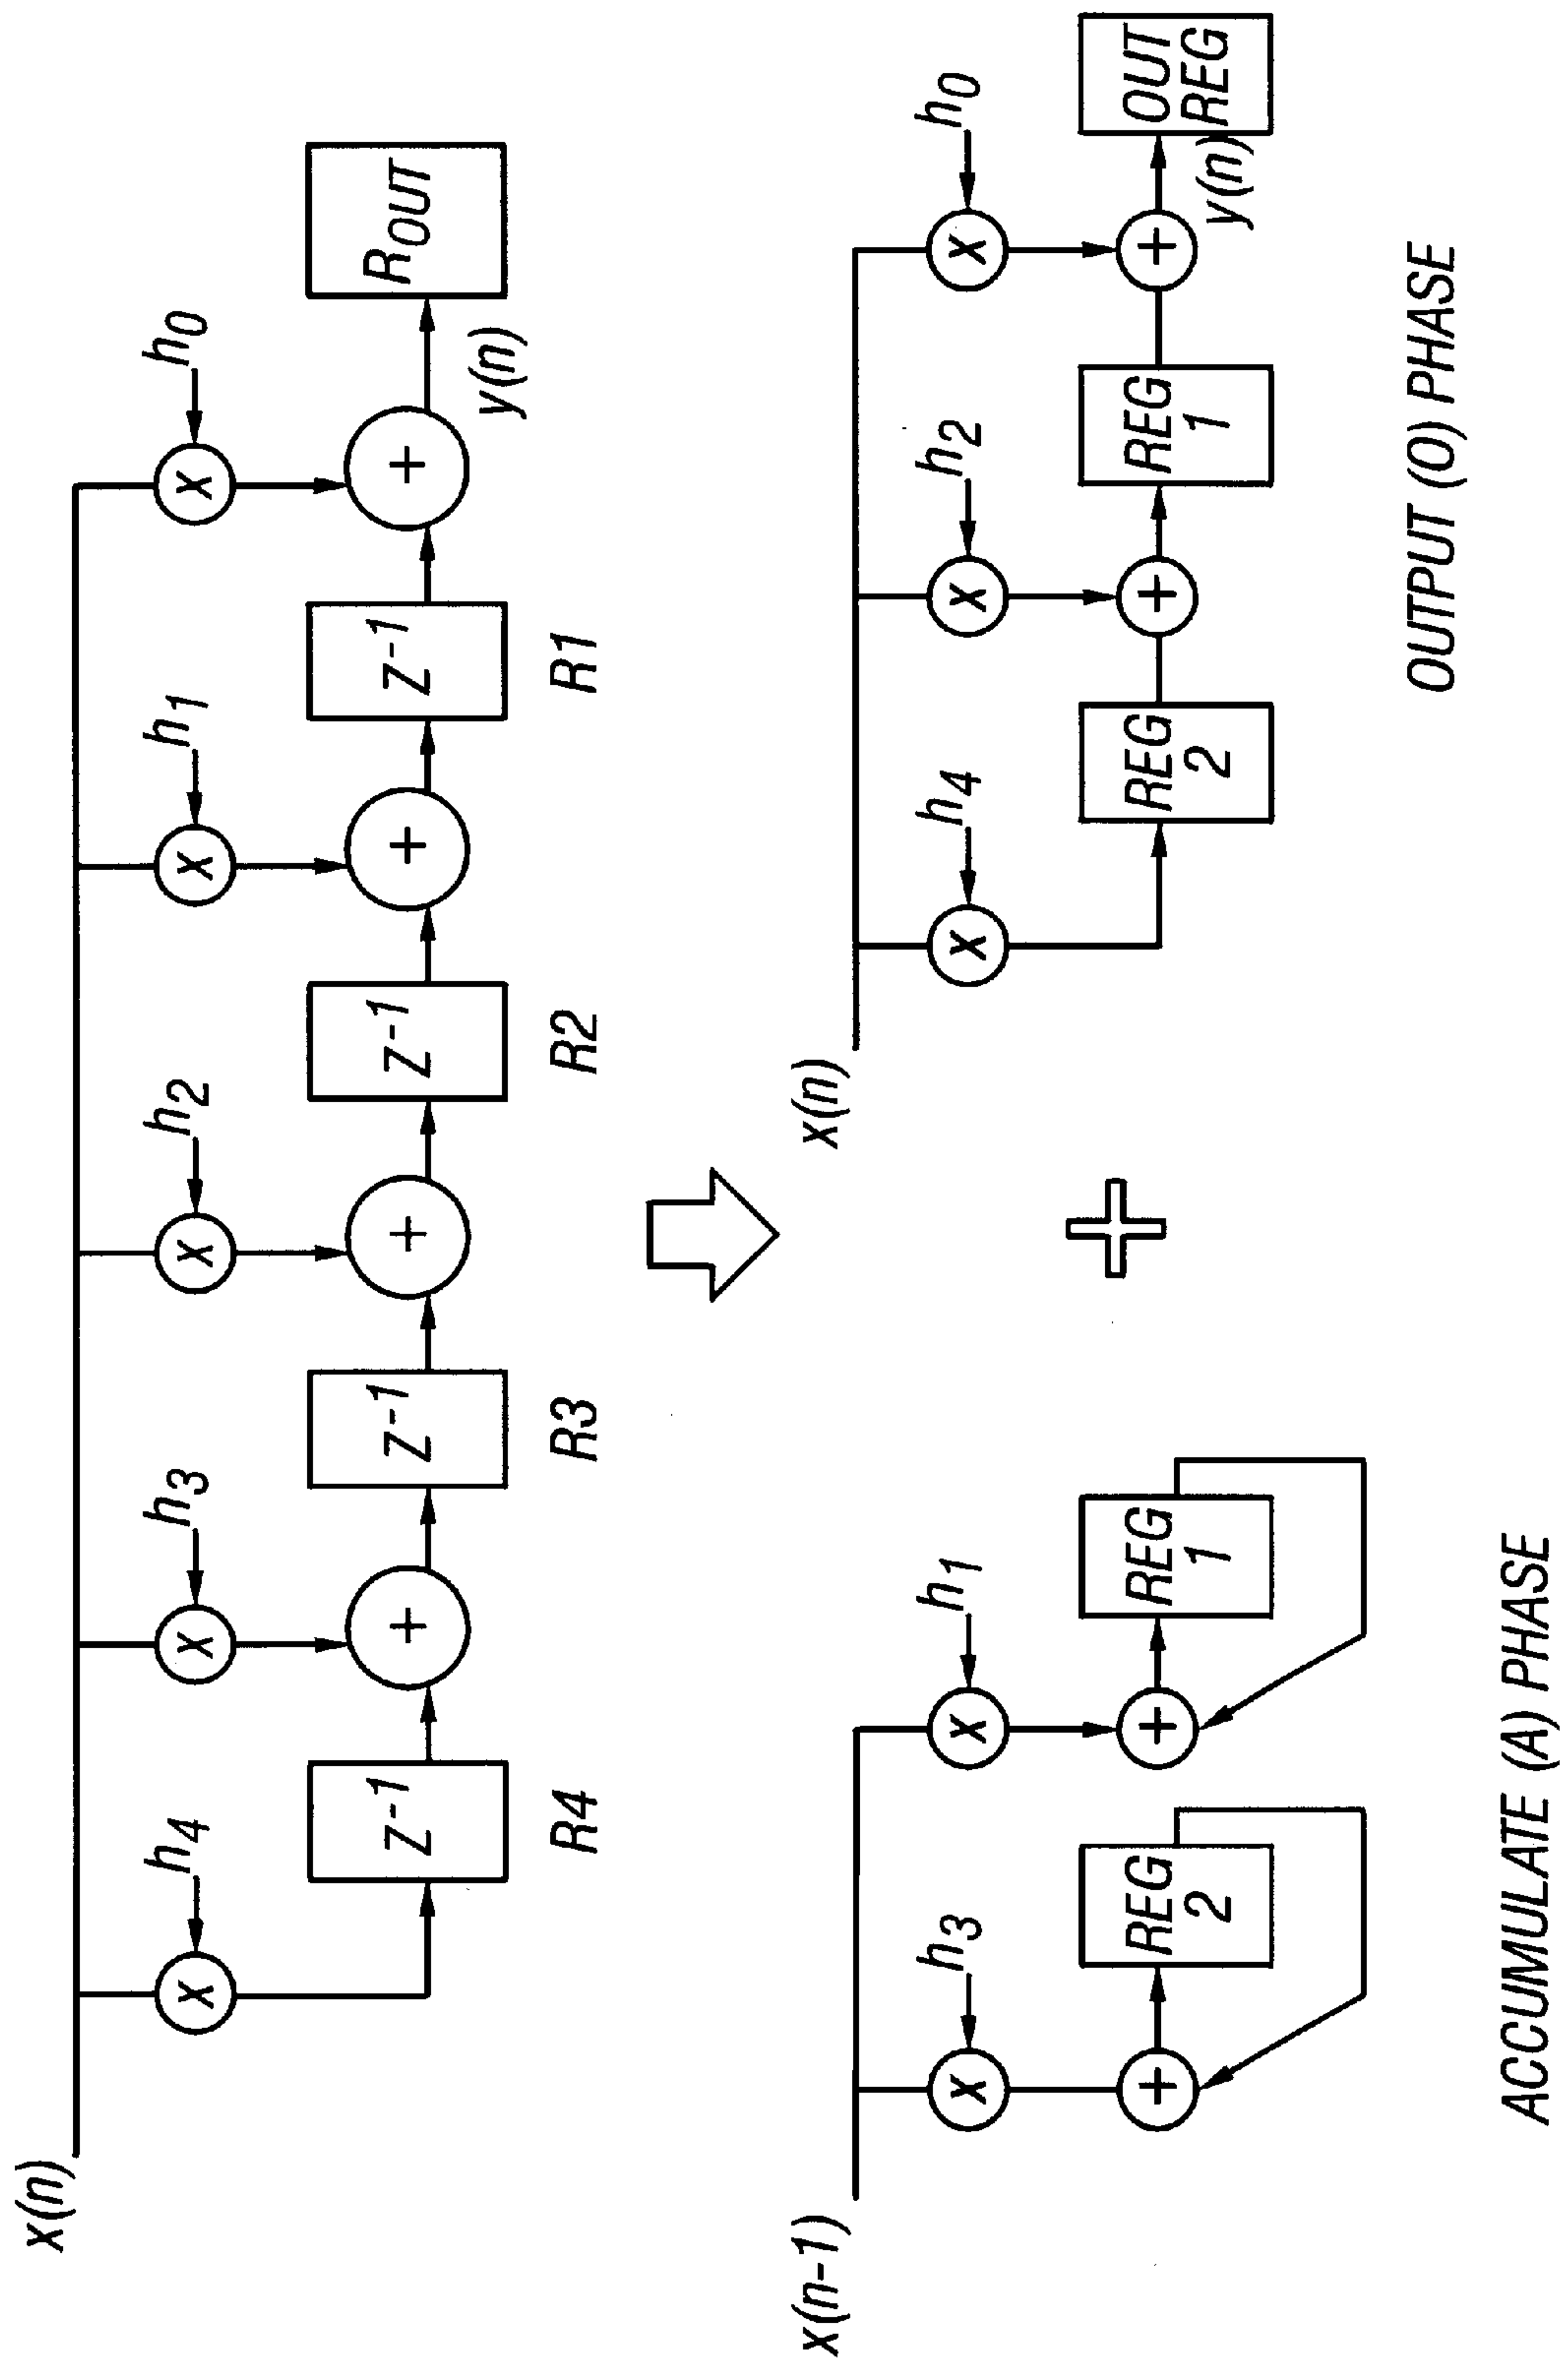 x(n)
h4 h3 h2 h1 h0
X X X X X
Z-1 + Z-1 + Z-1 + Z-1 + ROUT
y(n)
R4 R3 R2 R1
x(n-1)
h3 h1
X X
+ REG 2 + REG 1
ACCUMULATE (A) PHASE
+
x(n)
h4 h2 h0
X X X
REG 2 + REG 1 + OUT REG
y(n)
OUTPUT (O) PHASE